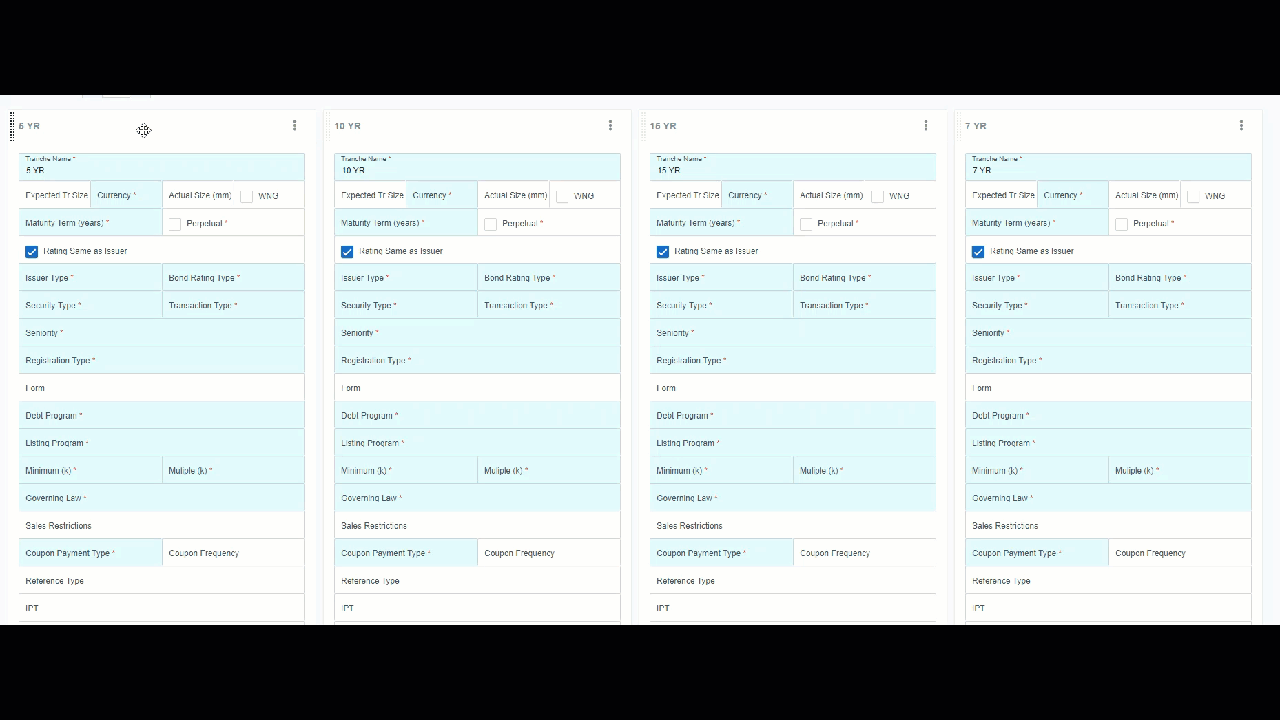 5 YR 10 YR 15 YR 7 YR
Tranche Name * Tranche Name * Tranche Name * Tranche Name *
5 YR 10 YR 15 YR 7 YR
Expected Tr Size Currency * Actual Size (mm) WNG Expected Tr Size Currency * Actual Size (mm) WNG Expected Tr Size Currency * Actual Size (mm) WNG Expected Tr Size Currency * Actual Size (mm) WNG
Maturity Term (years) * Perpetual * Maturity Term (years) * Perpetual * Maturity Term (years) * Perpetual * Maturity Term (years) * Perpetual *
Rating Same as Issuer Rating Same as Issuer Rating Same as Issuer Rating Same as Issuer
Issuer Type * Bond Rating Type * Issuer Type * Bond Rating Type * Issuer Type * Bond Rating Type * Issuer Type * Bond Rating Type *
Security Type * Transaction Type * Security Type * Transaction Type * Security Type * Transaction Type * Security Type * Transaction Type *
Seniority * Seniority * Seniority * Seniority *
Registration Type * Registration Type * Registration Type * Registration Type *
Form Form Form Form
Debt Program * Debt Program * Debt Program * Debt Program *
Listing Program * Listing Program * Listing Program * Listing Program *
Minimum (k) * Muliple (k) * Minimum (k) * Muliple (k) * Minimum (k) * Muliple (k) * Minimum (k) * Muliple (k) *
Governing Law * Governing Law * Governing Law * Governing Law *
Sales Restrictions Sales Restrictions Sales Restrictions Sales Restrictions
Coupon Payment Type * Coupon Frequency Coupon Payment Type * Coupon Frequency Coupon Payment Type * Coupon Frequency Coupon Payment Type * Coupon Frequency
Reference Type Reference Type Reference Type Reference Type
IPT IPT IPT IPT